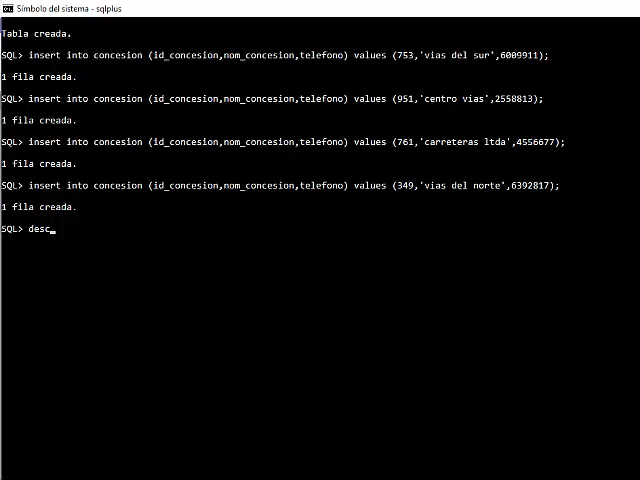 Símbolo del sistema - sqlplus
Tabla creada.
SQL> insert into concesion (id_concesion,nom_concesion,telefono) values (753,'vias del sur',6009911);
1 fila creada.
SQL> insert into concesion (id_concesion,nom_concesion,telefono) values (951,'centro vias',2558813);
1 fila creada.
SQL> insert into concesion (id_concesion,nom_concesion,telefono) values (761,'carreteras ltda',4556677);
1 fila creada.
SQL> insert into concesion (id_concesion,nom_concesion,telefono) values (349,'vias del norte',6392817);
1 fila creada.
SQL> desc_